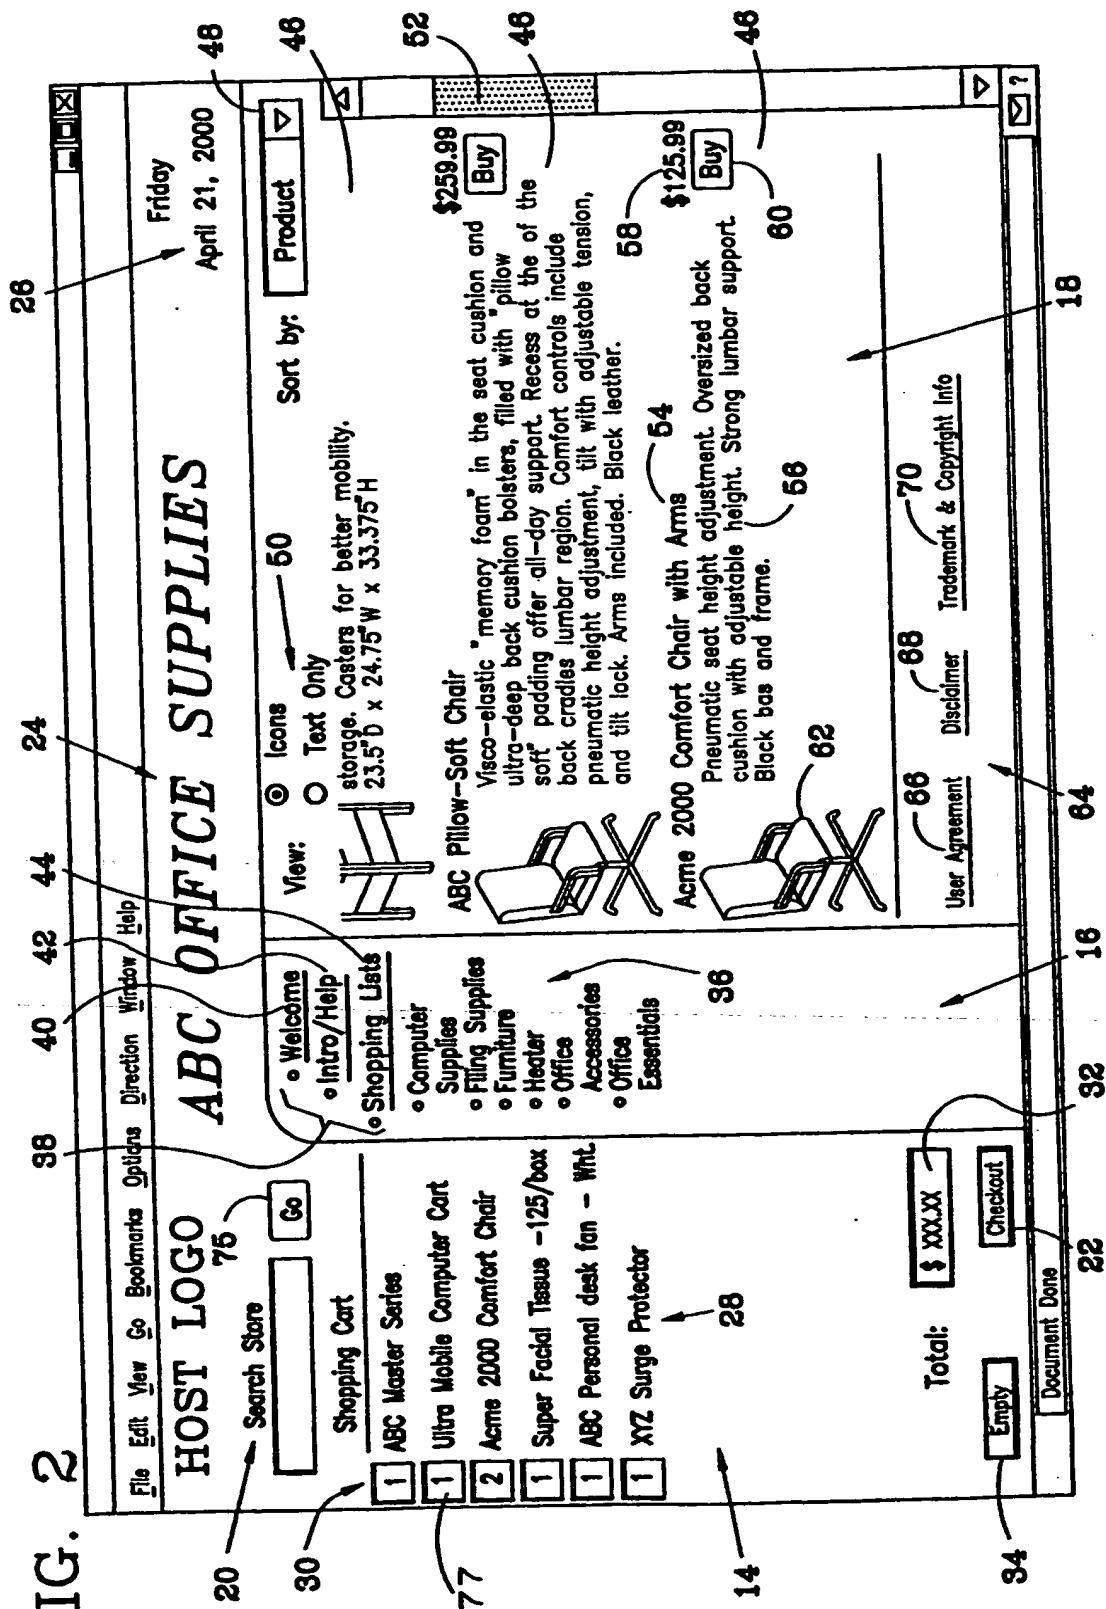 FIG. 2
26
24
44
42
40
38
48
46
52
46
46
File Edit View Go Bookmarks Options Direction Window Help
HOST LOGO
ABC OFFICE SUPPLIES
Friday
April 21, 2000
20
Search Store
75
Go
Shopping Cart
30
1 ABC Master Series
1 Ultra Mobile Computer Cart
2 Acme 2000 Comfort Chair
1 Super Facial Tissue -125/box
1 ABC Personal desk fan - Wht.
1 XYZ Surge Protector
77
28
14
Total:
$ XXX.XX
Empty
Checkout
34
22
32
Document Done
Welcome
Intro/Help
Shopping Lists
Computer
Supplies
Filing Supplies
Furniture
Heater
Office
Accessories
Office
Essentials
36
16
View:
Icons
50
Text Only
Sort by:
Product
storage. Casters for better mobility.
23.5"D x 24.75"W x 33.375"H
ABC Pillow-Soft Chair
$259.99
Buy
Visco-elastic "memory foam" in the seat cushion and
ultra-deep back cushion bolsters, filled with "pillow
soft" padding offer all-day support. Recess at the of the
back cradles lumbar region. Comfort controls include
pneumatic height adjustment, tilt with adjustable tension,
and tilt lock. Arms included. Black leather.
Acme 2000 Comfort Chair with Arms
54
58
$125.99
Buy
60
Pneumatic seat height adjustment. Oversized back
cushion with adjustable height. Strong lumbar support.
Black bas and frame.
56
62
18
66
68
70
User Agreement
Disclaimer
Trademark & Copyright Info
64
?